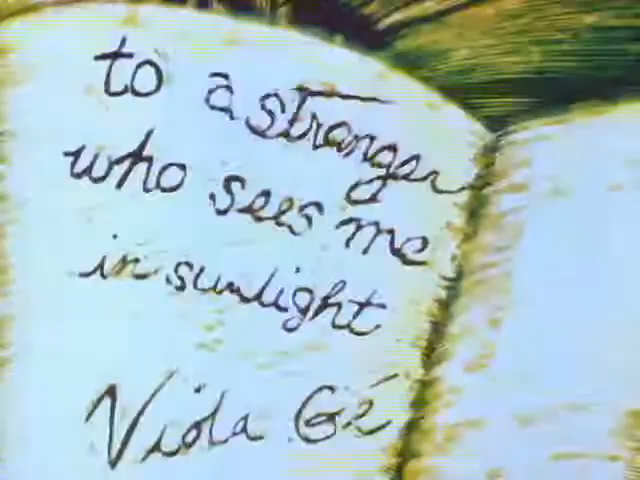 to a stranger
who sees me
in sunlight
Viola Gé